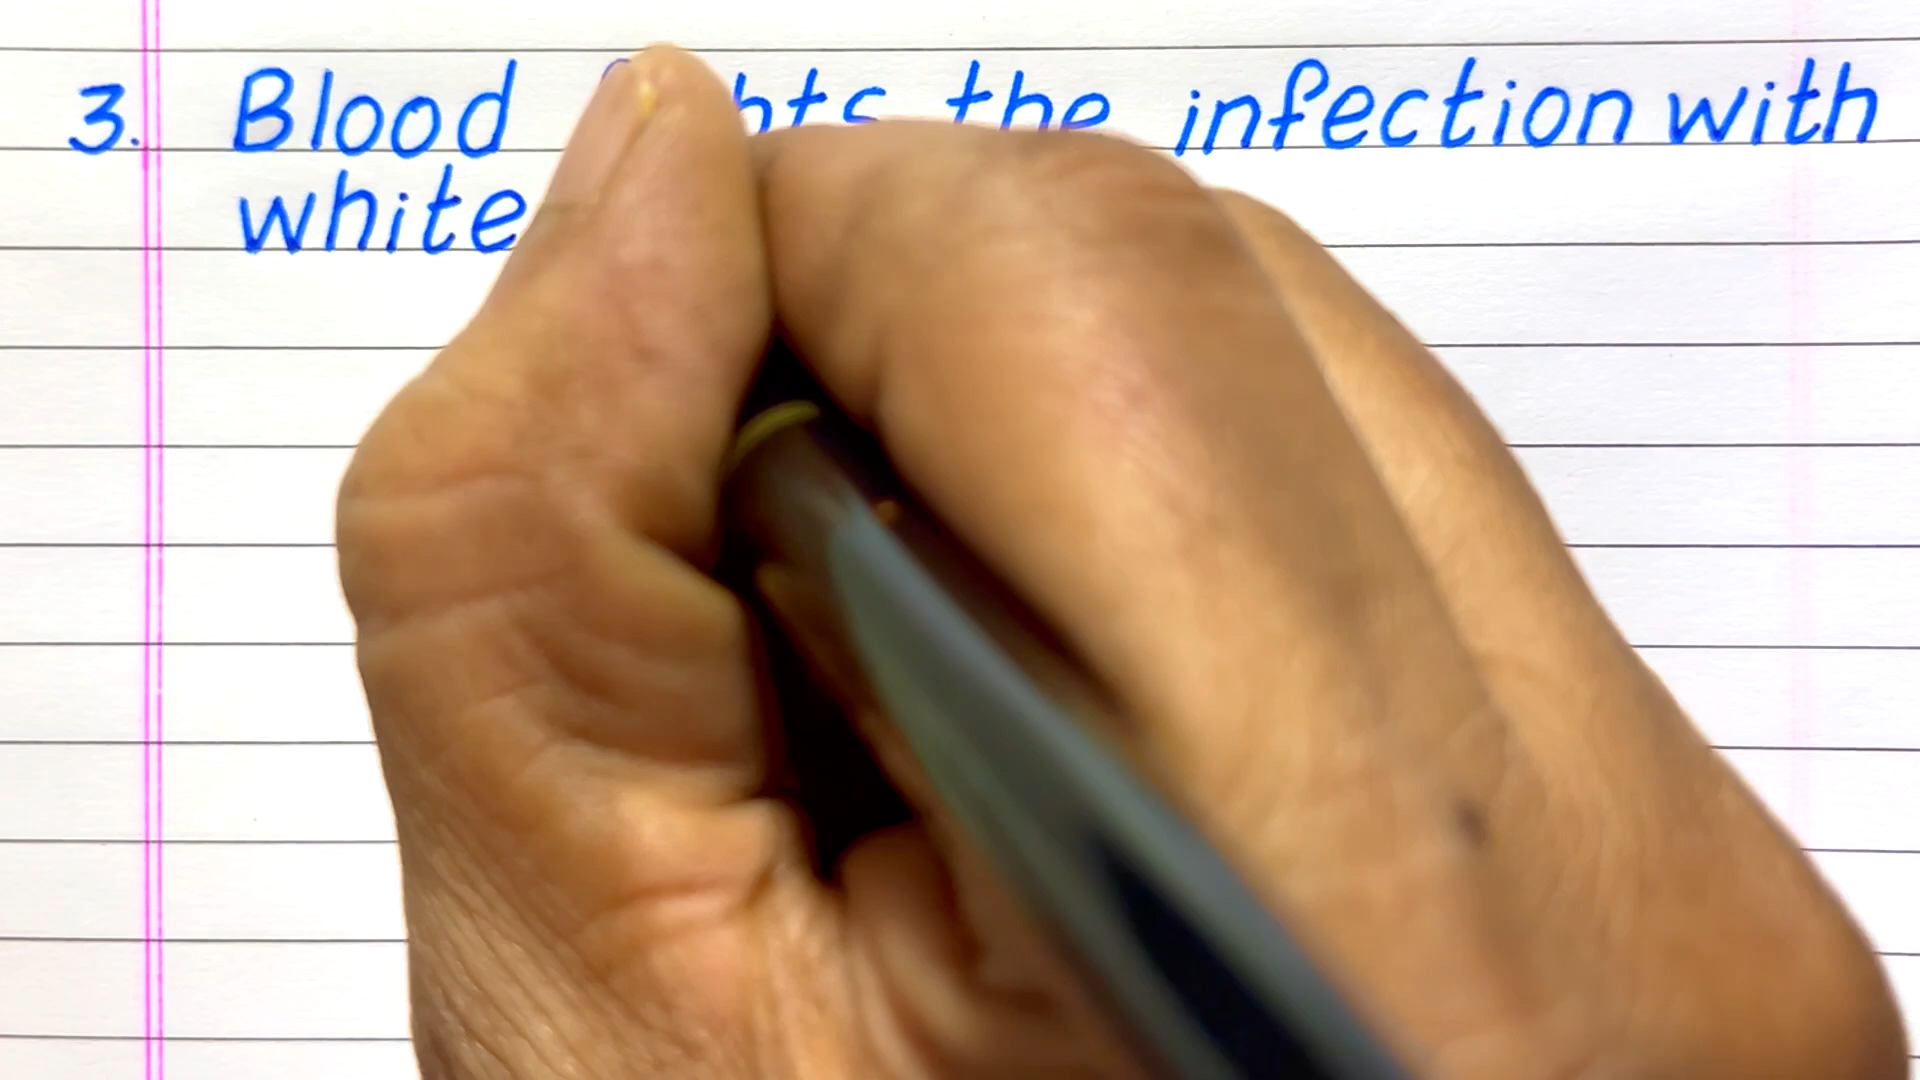 3. Blood the infection with
white